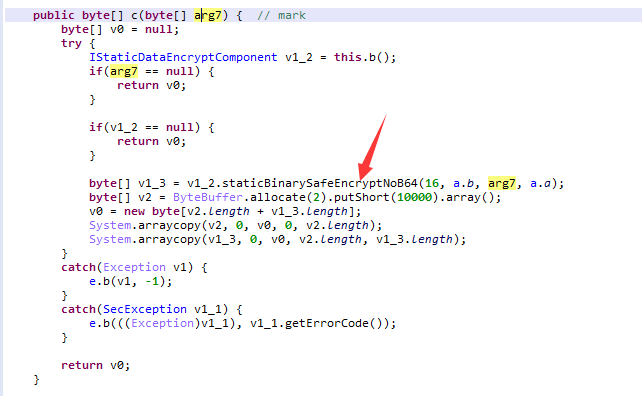 public byte[] c(byte[] arg7) {  // mark
    byte[] v0 = null;
    try {
        IStaticDataEncryptComponent v1_2 = this.b();
        if(arg7 == null) {
            return v0;
        }

        if(v1_2 == null) {
            return v0;
        }

        byte[] v1_3 = v1_2.staticBinarySafeEncryptNoB64(16, a.b, arg7, a.a);
        byte[] v2 = ByteBuffer.allocate(2).putShort(10000).array();
        v0 = new byte[v2.length + v1_3.length];
        System.arraycopy(v2, 0, v0, 0, v2.length);
        System.arraycopy(v1_3, 0, v0, v2.length, v1_3.length);
    }
    catch(Exception v1) {
        e.b(v1, -1);
    }
    catch(SecException v1_1) {
        e.b(((Exception)v1_1), v1_1.getErrorCode());
    }

    return v0;
}